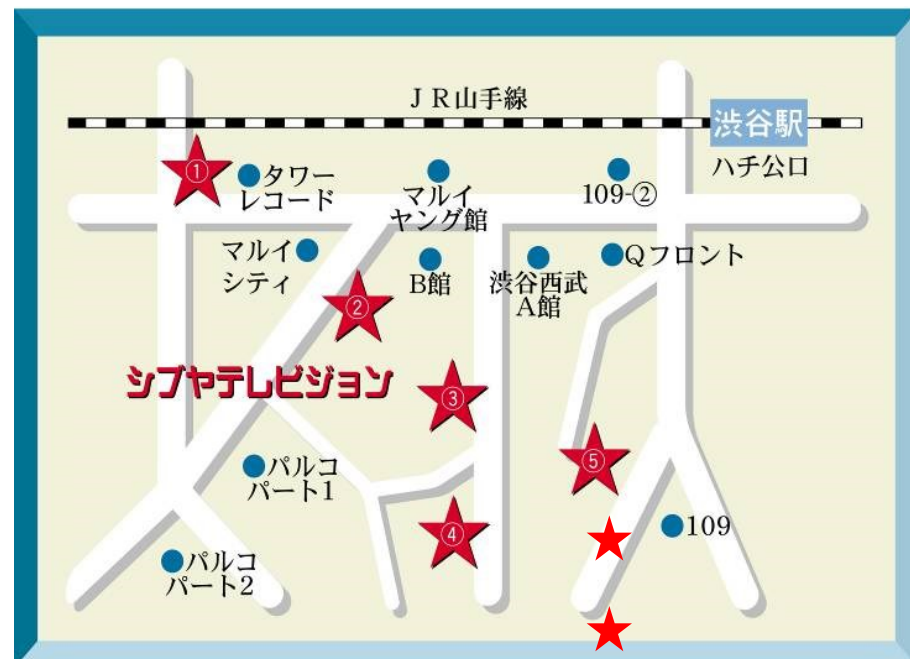 JR山手線
渋谷駅
ハチ公口
①
タワー
レコード
マルイ
ヤング館
109-②
マルイ
シティ
B館
渋谷西武
A館
Qフロント
②
シブヤテレビジョン
③
パルコ
パート1
⑤
④
109
パルコ
パート2